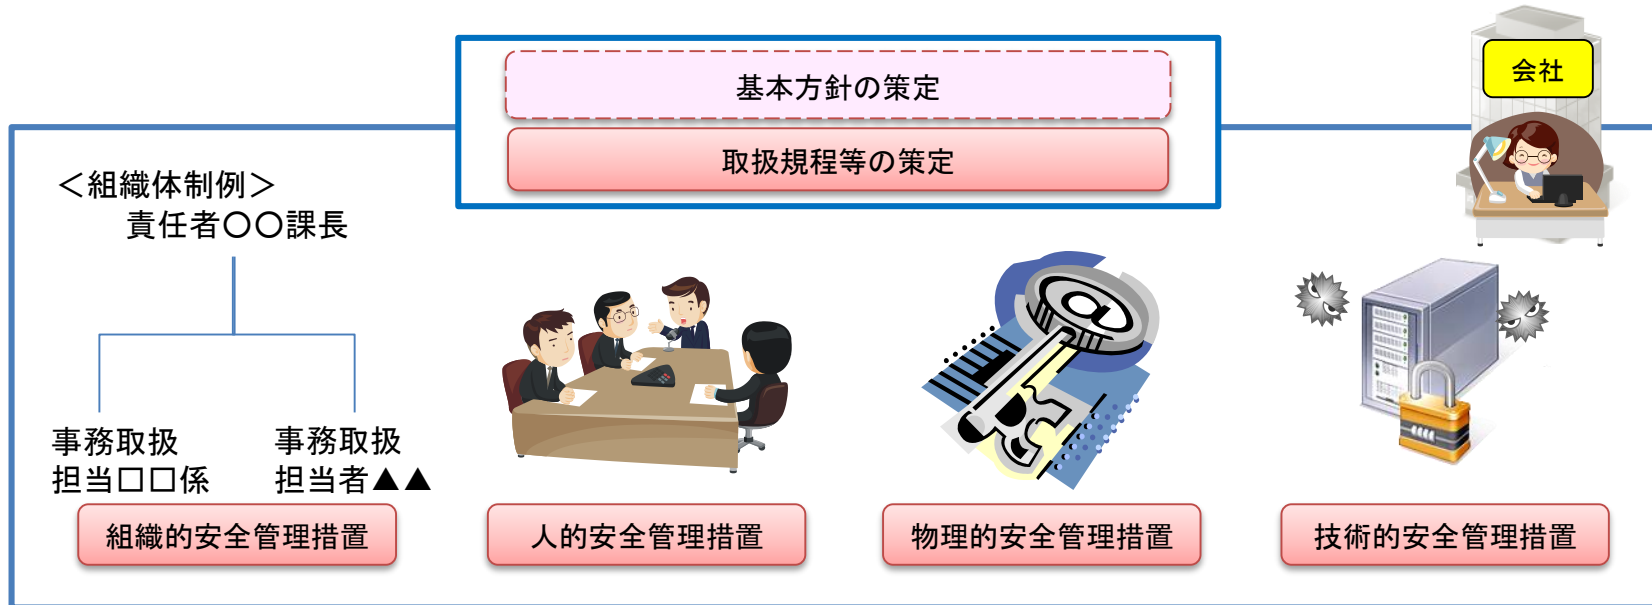 基本方針の策定
取扱規程等の策定
会社
＜組織体制例＞
責任者〇〇課長
事務取扱
担当□□係
事務取扱
担当者▲▲
組織的安全管理措置
人的安全管理措置
物理的安全管理措置
技術的安全管理措置